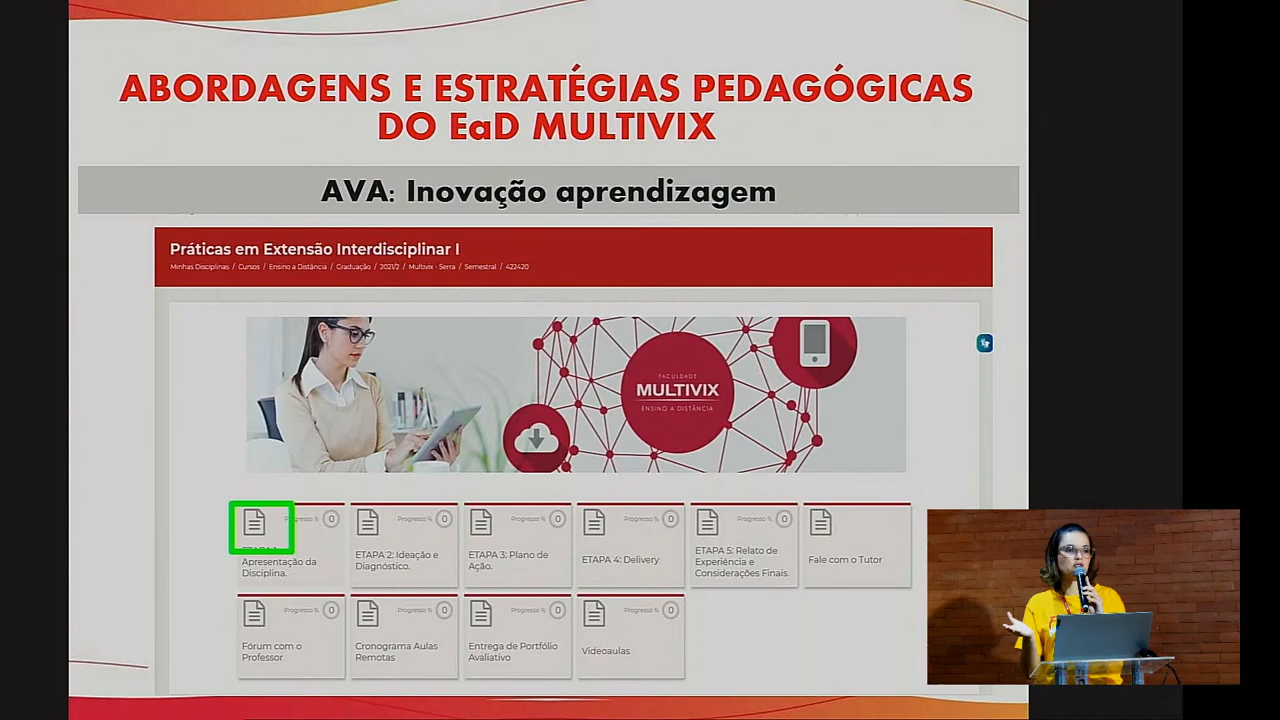 ABORDAGENS E ESTRATÉGIAS PEDAGÓGICAS
DO EaD MULTIVIX
AVA: Inovação aprendizagem
Práticas em Extensão Interdisciplinar I
Minhas Disciplinas / Cursos / Ensino a Distância / Graduação / 2021/2 / Multivix - Serra / Semestral / 422420
FACULDADE
MULTIVIX
ENSINO A DISTÂNCIA
Progresso % 0
Apresentação da
Disciplina.
Progresso % 0
ETAPA 2: Ideação e
Diagnóstico.
Progresso % 0
ETAPA 3: Plano de
Ação.
Progresso % 0
ETAPA 4: Delivery
Progresso % 0
ETAPA 5: Relato de
Experiência e
Considerações Finais.
Fale com o Tutor
Progresso % 0
Fórum com o
Professor
Progresso % 0
Cronograma Aulas
Remotas
Progresso % 0
Entrega de Portfólio
Avaliativo
Progresso % 0
Videoaulas